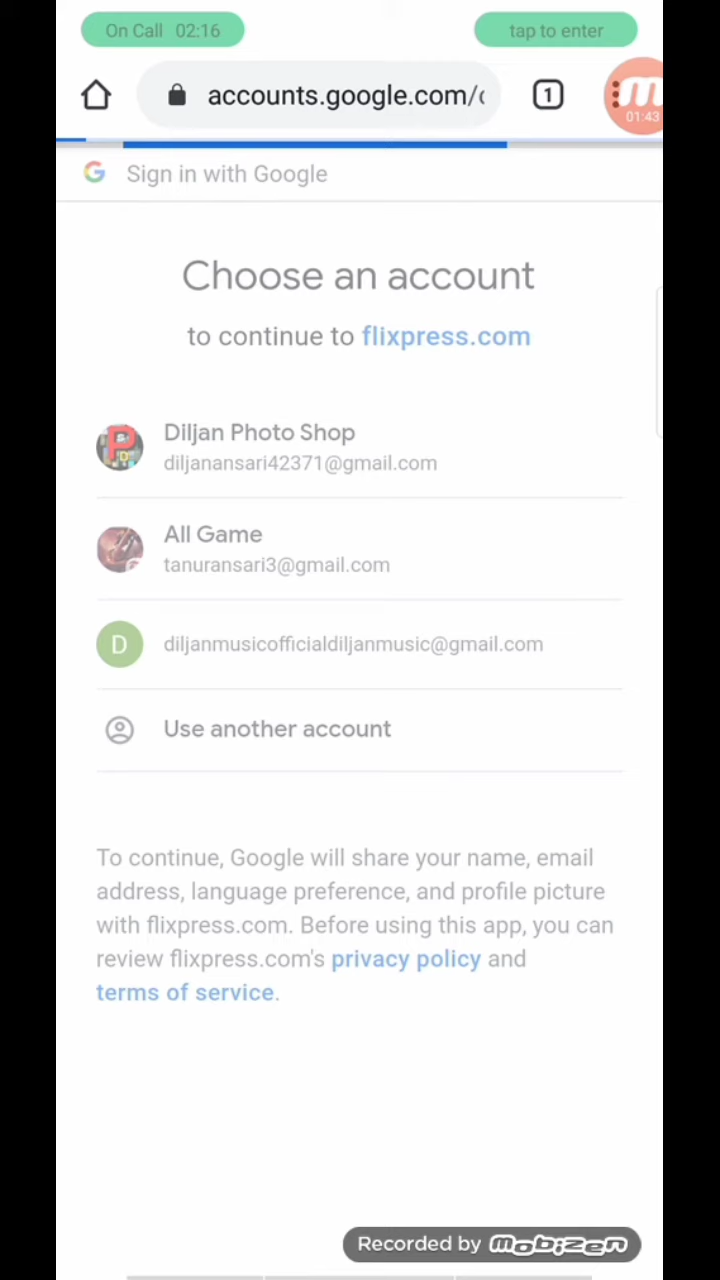 On Call 02:16
tap to enter
accounts.google.com/
1
01:43
Sign in with Google
Choose an account
to continue to flixpress.com
Diljan Photo Shop
diljanansari42371@gmail.com
All Game
tanuransari3@gmail.com
D
diljanmusicofficialdiljanmusic@gmail.com
Use another account
To continue, Google will share your name, email
address, language preference, and profile picture
with flixpress.com. Before using this app, you can
review flixpress.com's privacy policy and
terms of service.
Recorded by mobizen